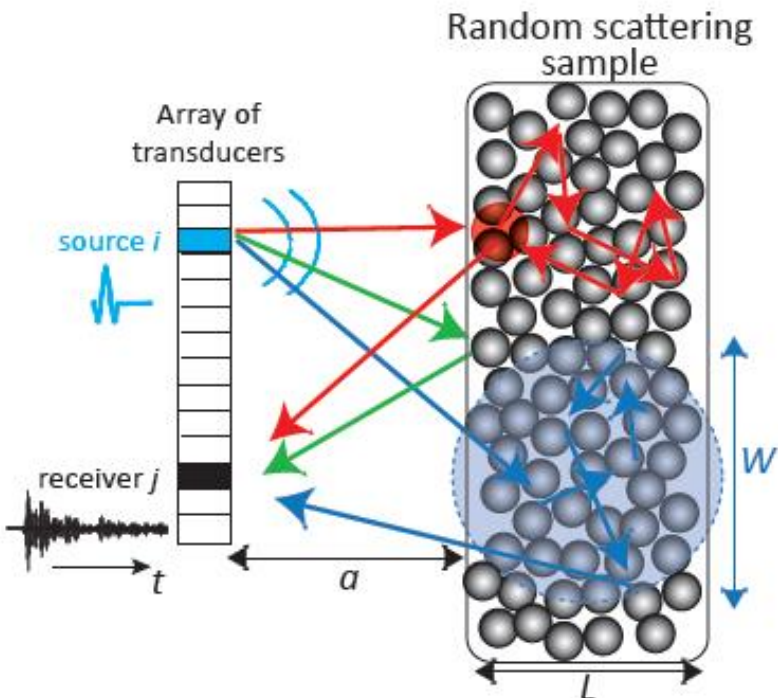 Random scattering
sample
Array of
transducers
source i
receiver j
t
a
W
L